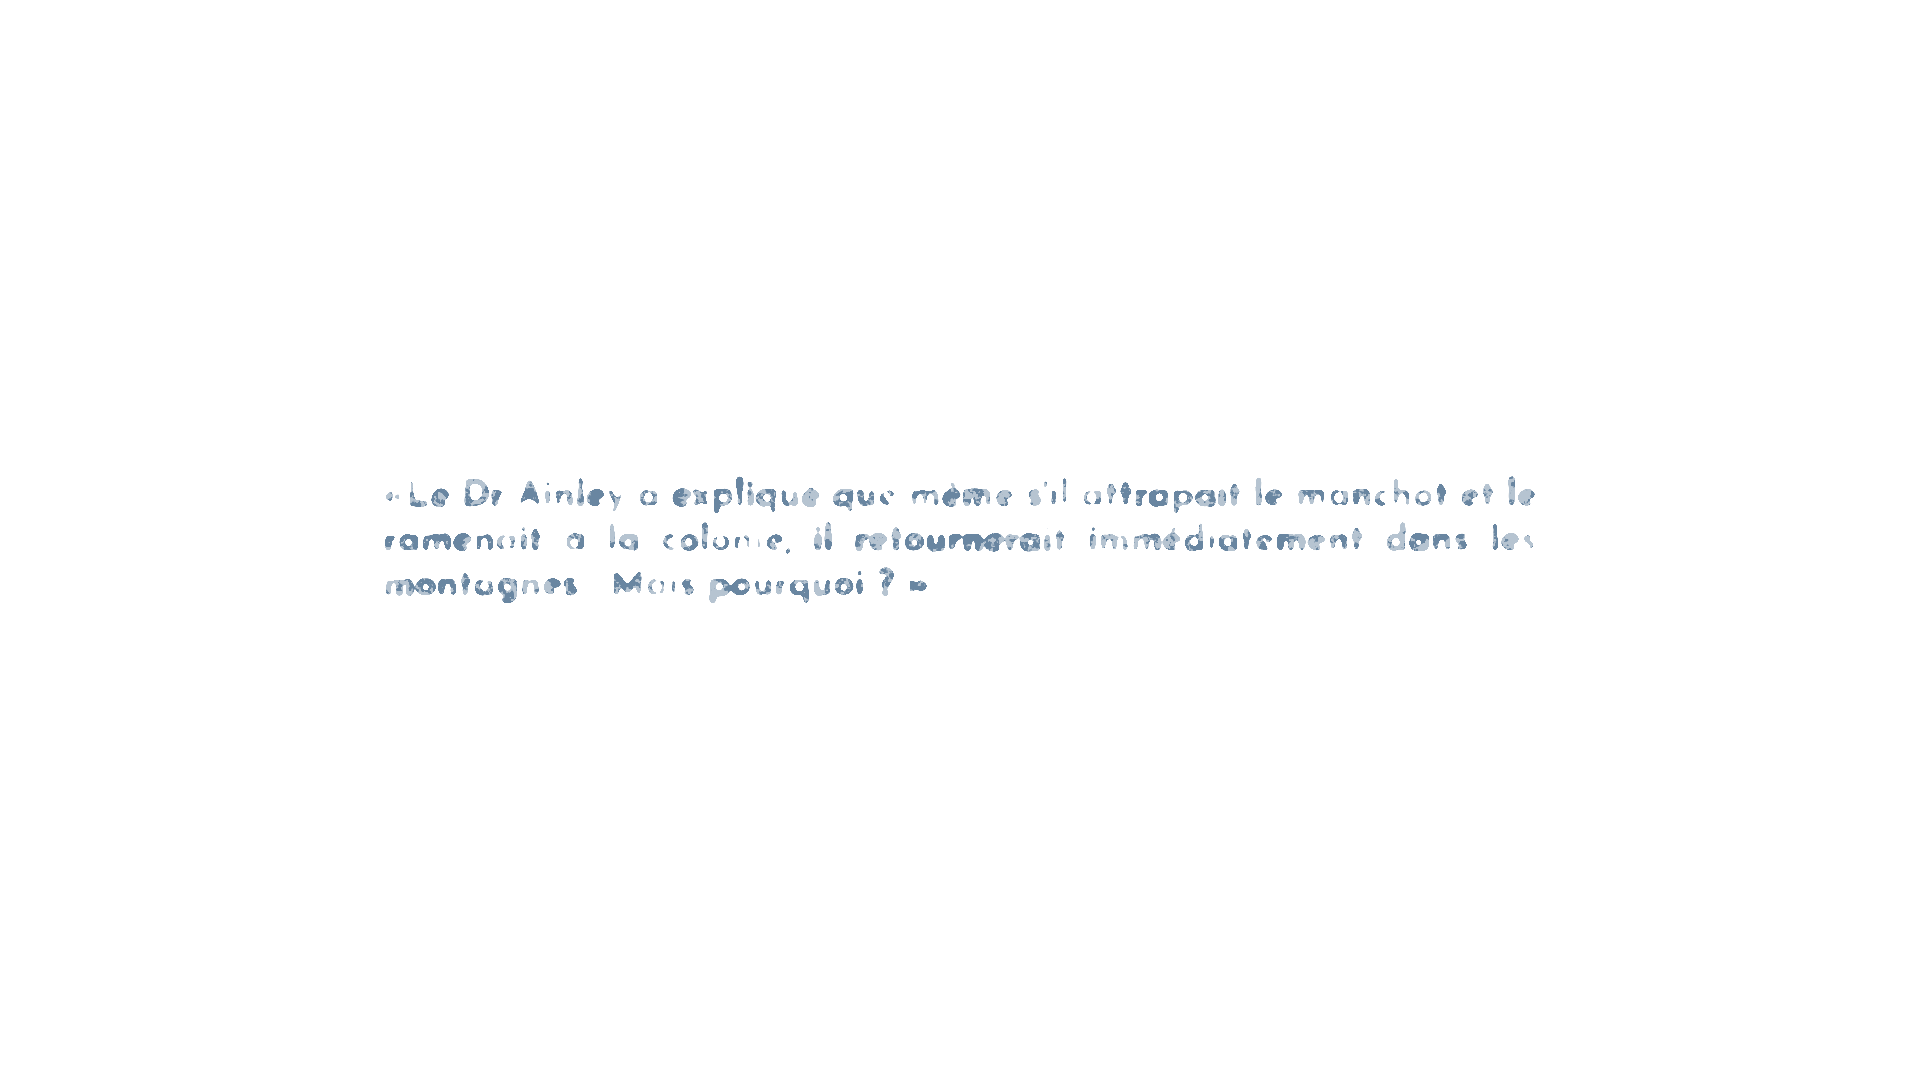 « Le Dr Ainley a expliqué que même s'il attrapait le manchot et le
ramenait à la colonie, il retournerait immédiatement dans les
montagnes. Mais pourquoi ? »